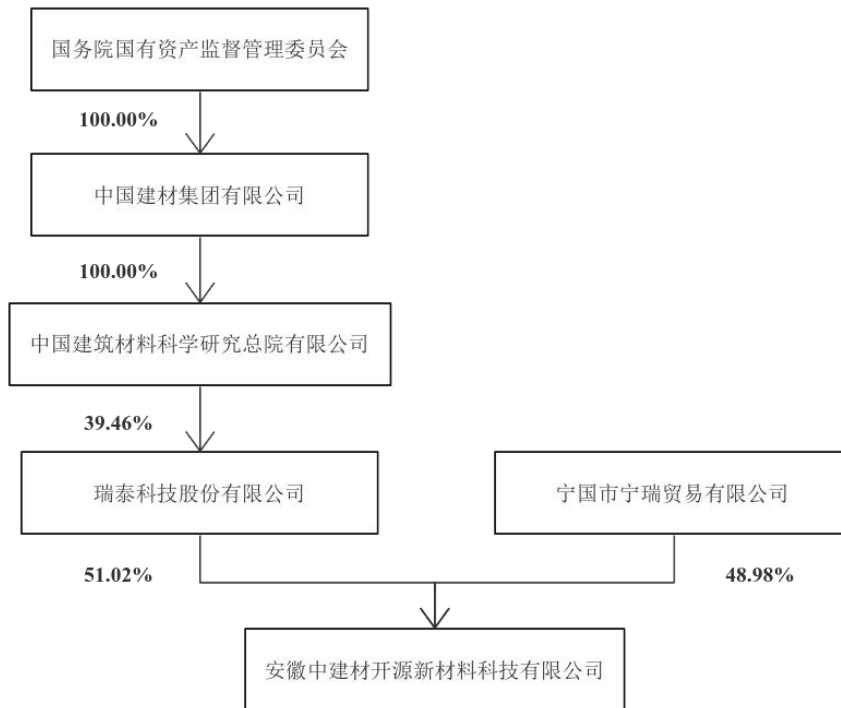 国务院国有资产监督管理委员会
100.00%
中国建材集团有限公司
100.00%
中国建筑材料科学研究总院有限公司
39.46%
瑞泰科技股份有限公司
宁国市宁瑞贸易有限公司
51.02%
48.98%
安徽中建材开源新材料科技有限公司